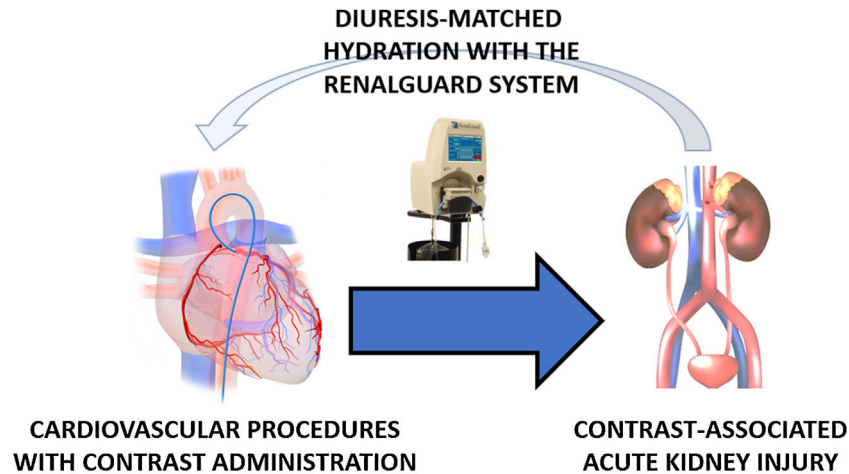 DIURESIS-MATCHED
HYDRATION WITH THE
RENALGUARD SYSTEM
CARDIOVASCULAR PROCEDURES
WITH CONTRAST ADMINISTRATION
CONTRAST-ASSOCIATED
ACUTE KIDNEY INJURY